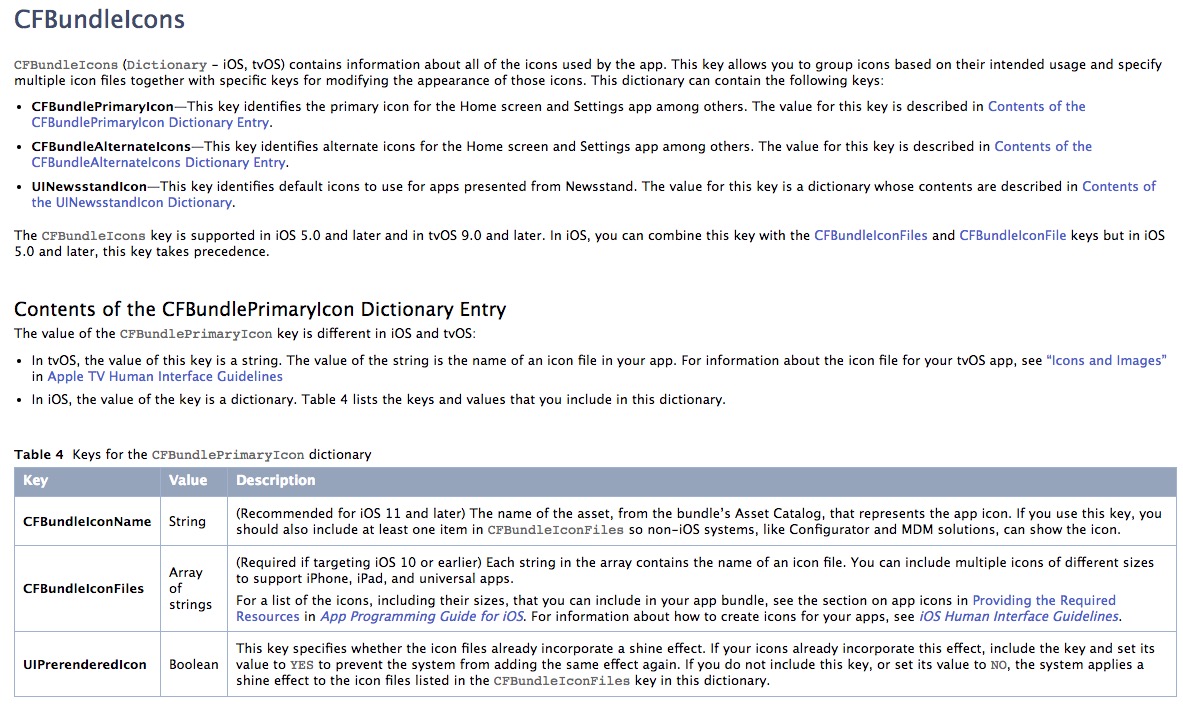 CFBundleIcons
CFBundleIcons (Dictionary – iOS, tvOS) contains information about all of the icons used by the app. This key allows you to group icons based on their intended usage and specify
multiple icon files together with specific keys for modifying the appearance of those icons. This dictionary can contain the following keys:
• CFBundlePrimaryIcon—This key identifies the primary icon for the Home screen and Settings app among others. The value for this key is described in Contents of the
CFBundlePrimaryIcon Dictionary Entry.
• CFBundleAlternateIcons—This key identifies alternate icons for the Home screen and Settings app among others. The value for this key is described in Contents of the
CFBundleAlternateIcons Dictionary Entry.
• UINewsstandIcon—This key identifies default icons to use for apps presented from Newsstand. The value for this key is a dictionary whose contents are described in Contents of
the UINewsstandIcon Dictionary.
The CFBundleIcons key is supported in iOS 5.0 and later and in tvOS 9.0 and later. In iOS, you can combine this key with the CFBundleIconFiles and CFBundleIconFile keys but in iOS
5.0 and later, this key takes precedence.
Contents of the CFBundlePrimaryIcon Dictionary Entry
The value of the CFBundlePrimaryIcon key is different in iOS and tvOS:
• In tvOS, the value of this key is a string. The value of the string is the name of an icon file in your app. For information about the icon file for your tvOS app, see “Icons and Images”
in Apple TV Human Interface Guidelines
• In iOS, the value of the key is a dictionary. Table 4 lists the keys and values that you include in this dictionary.
Table 4 Keys for the CFBundlePrimaryIcon dictionary
Key Value Description
CFBundleIconName String (Recommended for iOS 11 and later) The name of the asset, from the bundle’s Asset Catalog, that represents the app icon. If you use this key, you
should also include at least one item in CFBundleIconFiles so non-iOS systems, like Configurator and MDM solutions, can show the icon.
CFBundleIconFiles
Array
of
strings
(Required if targeting iOS 10 or earlier) Each string in the array contains the name of an icon file. You can include multiple icons of different sizes
to support iPhone, iPad, and universal apps.
For a list of the icons, including their sizes, that you can include in your app bundle, see the section on app icons in Providing the Required
Resources in App Programming Guide for iOS. For information about how to create icons for your apps, see iOS Human Interface Guidelines.
UIPrerenderedIcon Boolean
This key specifies whether the icon files already incorporate a shine effect. If your icons already incorporate this effect, include the key and set its
value to YES to prevent the system from adding the same effect again. If you do not include this key, or set its value to NO, the system applies a
shine effect to the icon files listed in the CFBundleIconFiles key in this dictionary.